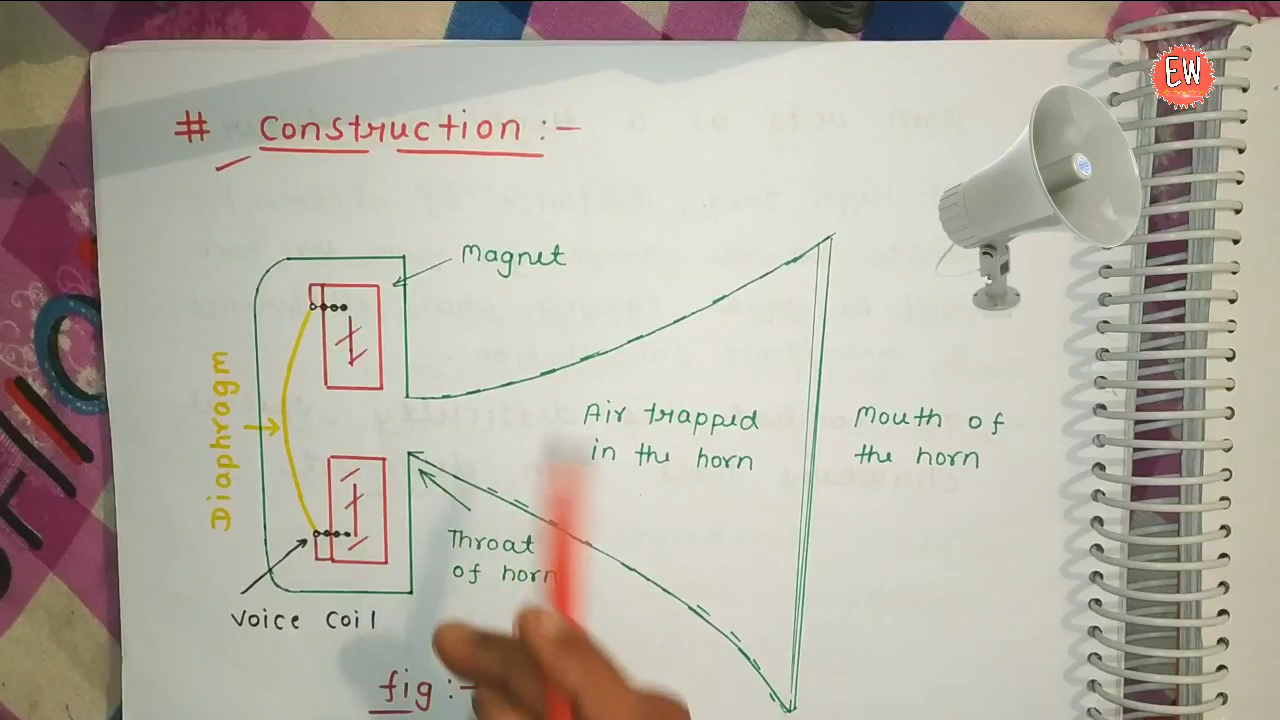 # Construction :-
Magnet
Diaphragm
Air trapped
in the horn
Mouth of
the horn
Throat
of horn
Voice Coil
fig :-
EW